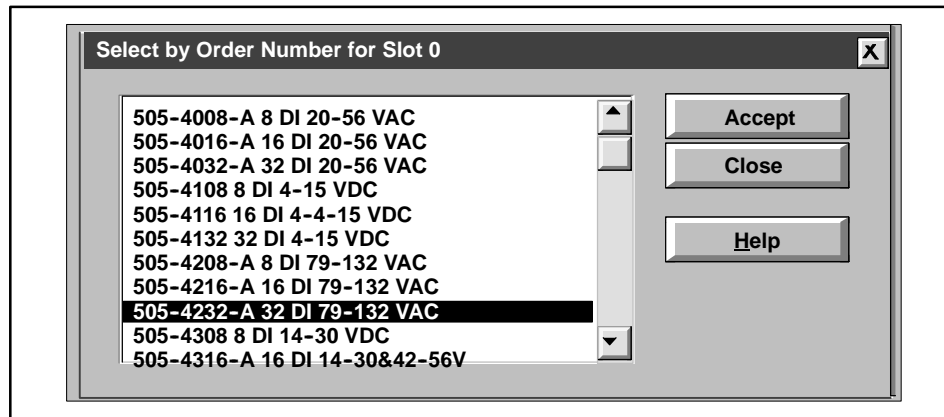 Select by Order Number for Slot 0
X
505-4008-A 8 DI 20-56 VAC
505-4016-A 16 DI 20-56 VAC
505-4032-A 32 DI 20-56 VAC
505-4108 8 DI 4-15 VDC
505-4116 16 DI 4-4-15 VDC
505-4132 32 DI 4-15 VDC
505-4208-A 8 DI 79-132 VAC
505-4216-A 16 DI 79-132 VAC
505-4232-A 32 DI 79-132 VAC
505-4308 8 DI 14-30 VDC
505-4316-A 16 DI 14-30&42-56V
Accept
Close
Help